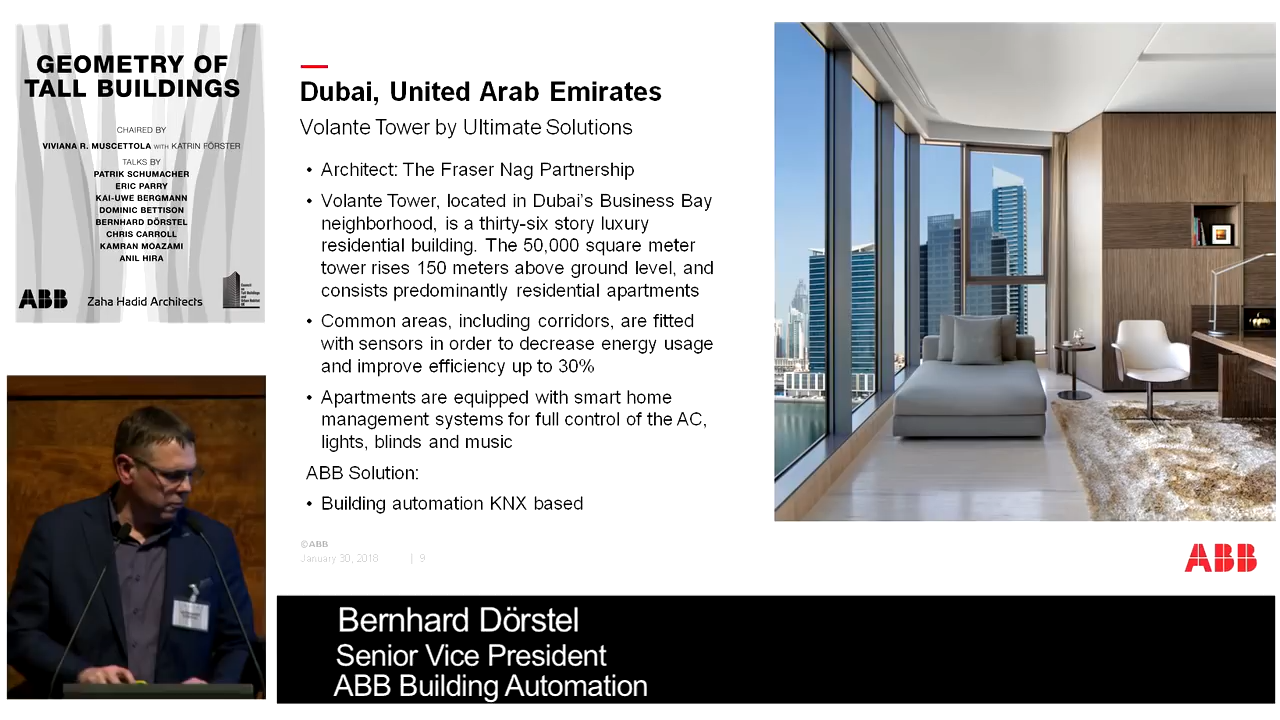 GEOMETRY OF
TALL BUILDINGS
CHAIRED BY
VIVIANA R. MUSCETTOLA WITH KATRIN FÖRSTER
TALKS BY
PATRIK SCHUMACHER
ERIC PARRY
KAI-UWE BERGMANN
DOMINIC BETTISON
BERNHARD DÖRSTEL
CHRIS CARROLL
KAMRAN MOAZAMI
ANIL HIRA
ABB
Zaha Hadid Architects
Dubai, United Arab Emirates
Volante Tower by Ultimate Solutions
• Architect: The Fraser Nag Partnership
• Volante Tower, located in Dubai's Business Bay
neighborhood, is a thirty-six story luxury
residential building. The 50,000 square meter
tower rises 150 meters above ground level, and
consists predominantly residential apartments
• Common areas, including corridors, are fitted
with sensors in order to decrease energy usage
and improve efficiency up to 30%
• Apartments are equipped with smart home
management systems for full control of the AC,
lights, blinds and music
ABB Solution:
• Building automation KNX based
©ABB
January 30, 2018 | 9
ABB
Bernhard Dörstel
Senior Vice President
ABB Building Automation